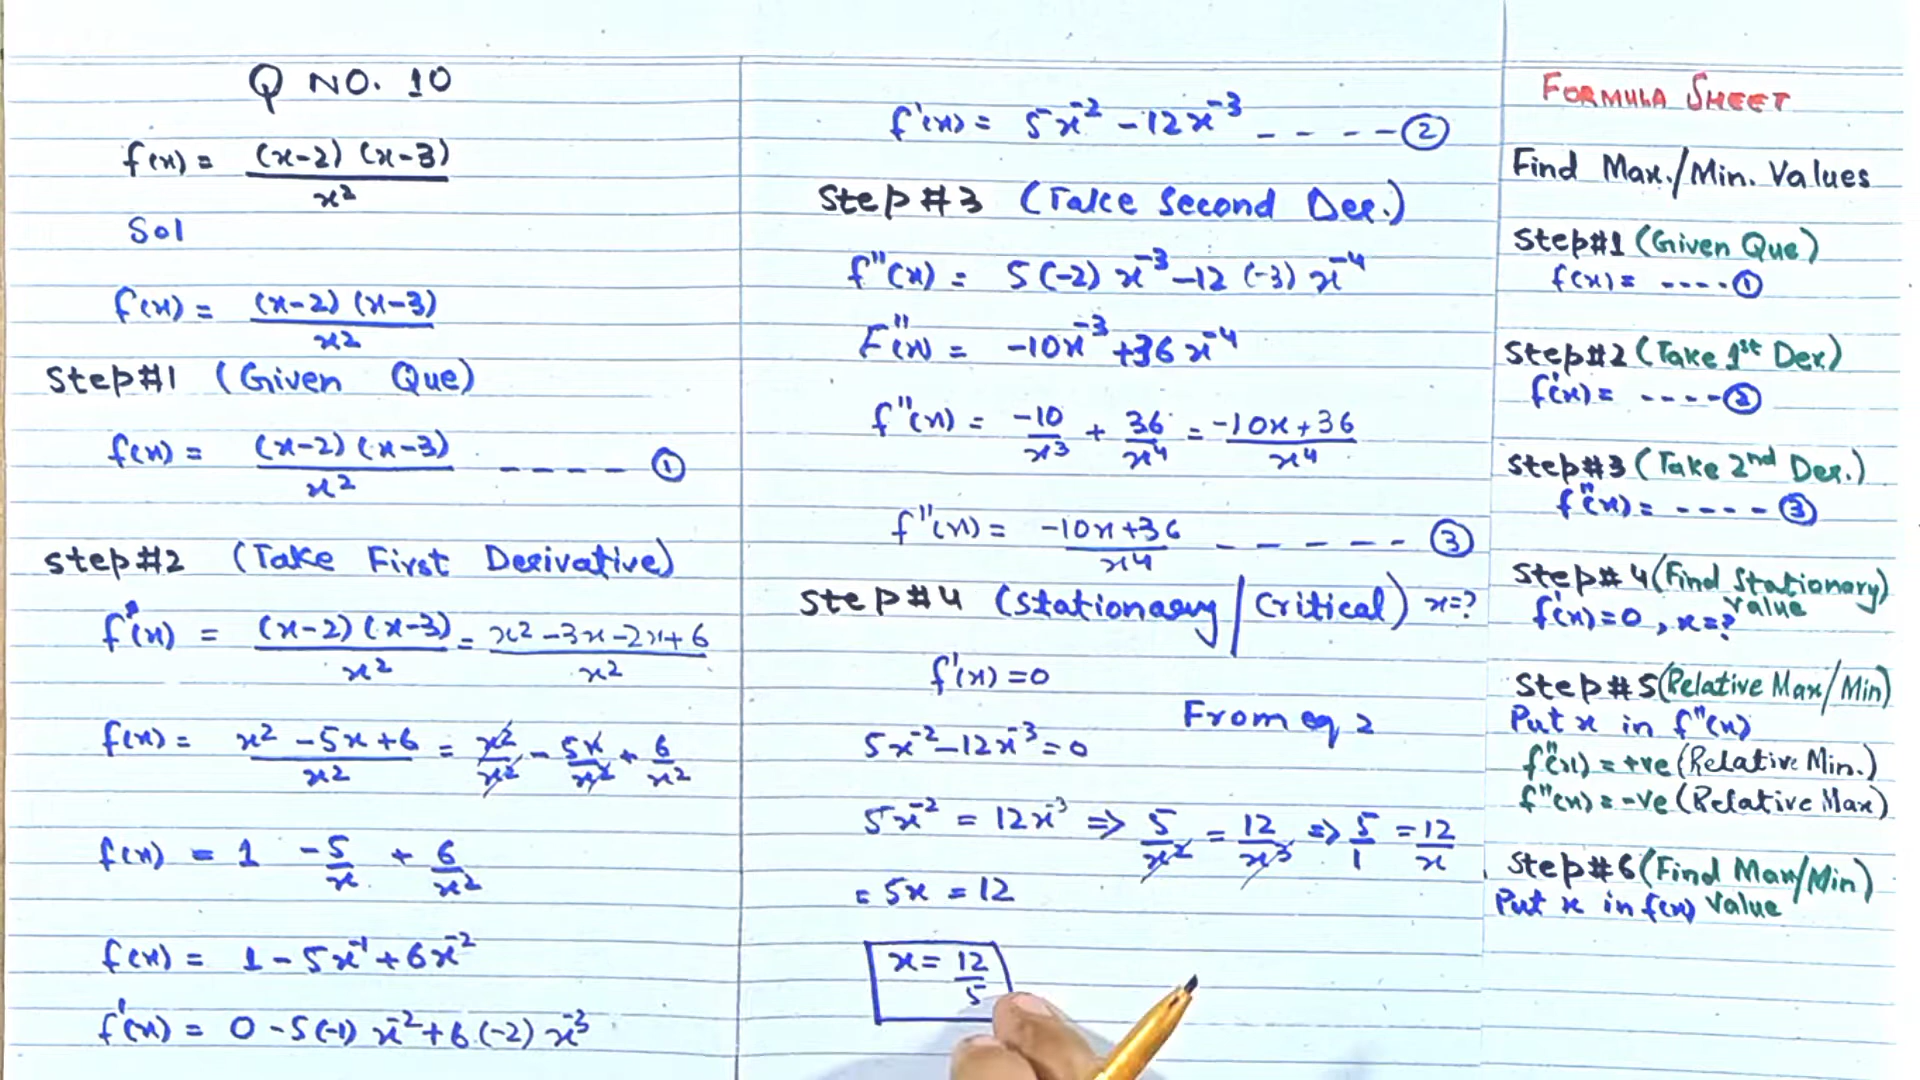 Q NO. 10
f(x) = (x-2) (x-3) / x²
Sol
f(x) = (x-2) (x-3) / x²
Step#1 (Given Que)
f(x) = (x-2) (x-3) / x² ---- ①
Step#2 (Take First Derivative)
f'(x) = (x-2) (x-3) / x² = x² -3x-2x+6 / x²
f(x) = x² -5x+6 / x² = x²/x² - 5x/x² + 6/x²
f(x) = 1 -5/x + 6/x²
f(x) = 1 - 5x⁻¹ + 6x⁻²
f'(x) = 0 -5(-1) x⁻² + 6 (-2) x⁻³
f'(x) = 5x⁻² -12x⁻³ ---- ②
Step#3 (Take Second Der.)
f''(x) = 5(-2) x⁻³ -12 (-3) x⁻⁴
F''(x) = -10x⁻³ +36 x⁻⁴
f''(x) = -10/x³ + 36/x⁴ = -10x+36 / x⁴
f''(x) = -10x+36 / x⁴ ----- ③
Step#4 (Stationary/Critical) x=?
f'(x) = 0
From eq 2
5x⁻² -12x⁻³ = 0
5x⁻² = 12x⁻³ => 5/x² = 12/x³ => 5/1 = 12/x
= 5x = 12
x = 12/5
FORMULA SHEET
Find Max./Min. Values
Step#1 (Given Que)
f(x) = ---- ①
Step#2 (Take 1st Der)
f'(x) = ---- ②
Step#3 (Take 2nd Der.)
f''(x) = ---- ③
Step#4 (Find Stationary)
value
f'(x)=0, x=?
Step#5 (Relative Max/Min)
Put x in f''(x)
f''(x) = +ve (Relative Min.)
f''(x) = -ve (Relative Max)
Step#6 (Find Max/Min)
Put x in f(x) Value